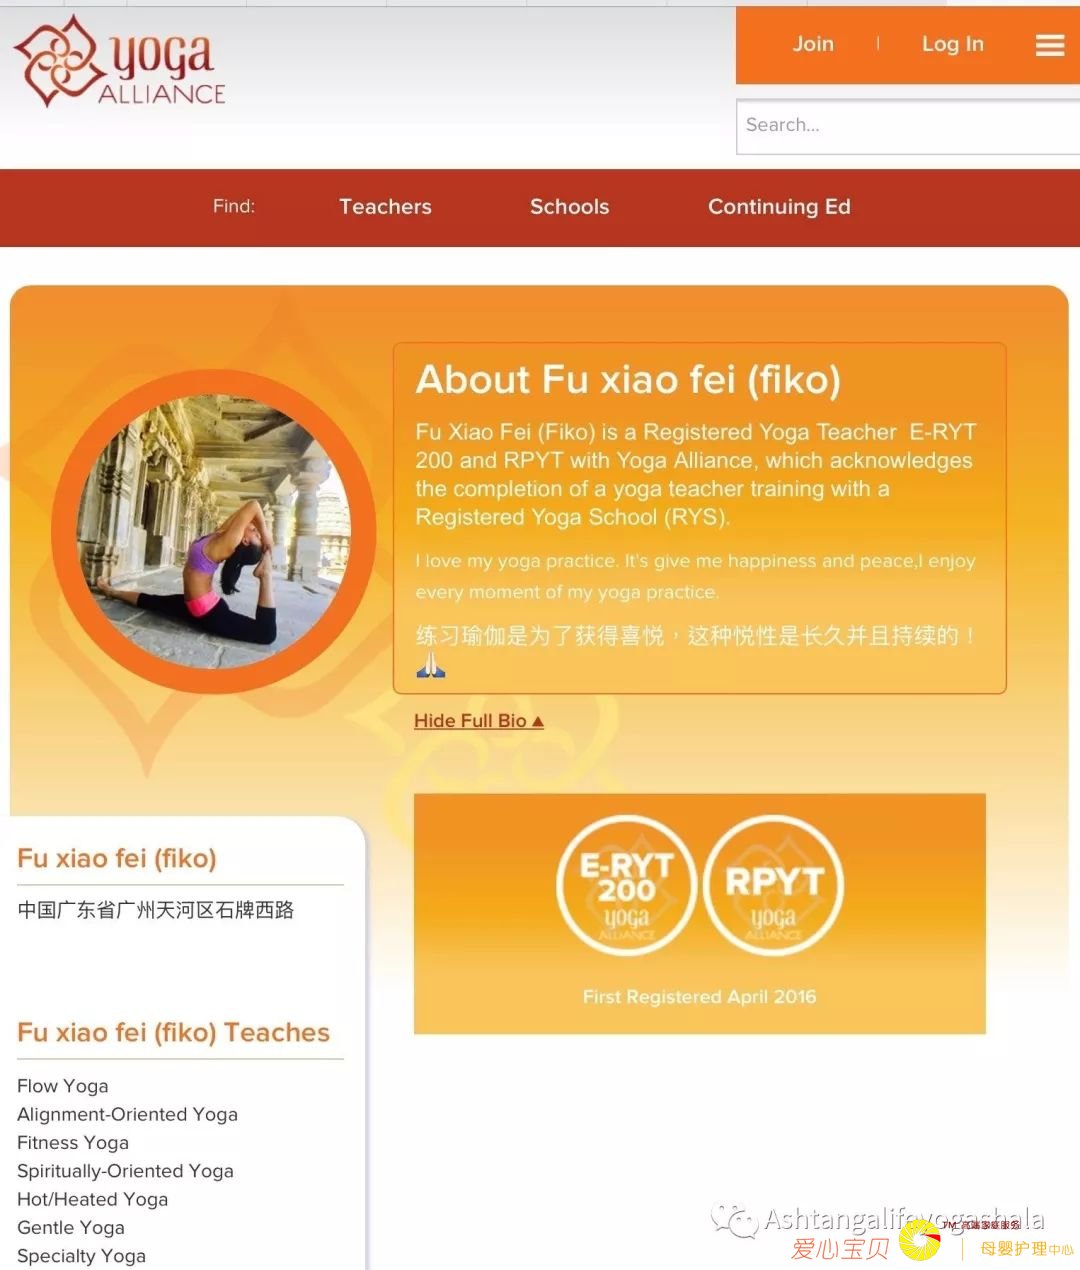 yoga
ALLIANCE
Join | Log In
Search...
Find: Teachers Schools Continuing Ed
About Fu xiao fei (fiko)
Fu Xiao Fei (Fiko) is a Registered Yoga Teacher E-RYT
200 and RPYT with Yoga Alliance, which acknowledges
the completion of a yoga teacher training with a
Registered Yoga School (RYS).
I love my yoga practice. It's give me happiness and peace,I enjoy
every moment of my yoga practice.
练习瑜伽是为了获得喜悦，这种悦性是长久并且持续的！
🙏
Hide Full Bio ▲
E-RYT
200
yoga
ALLIANCE
RPYT
yoga
ALLIANCE
First Registered April 2016
Fu xiao fei (fiko)
中国广东省广州天河区石牌西路
Fu xiao fei (fiko) Teaches
Flow Yoga
Alignment-Oriented Yoga
Fitness Yoga
Spiritually-Oriented Yoga
Hot/Heated Yoga
Gentle Yoga
Specialty Yoga
Ashtangalifeyogashala
TM 高端家庭服务
爱心宝贝 | 母婴护理中心